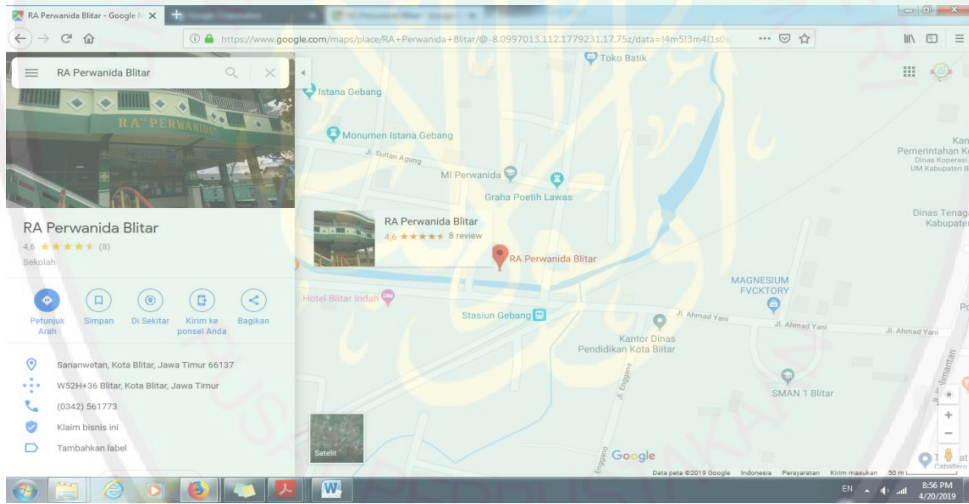 RA Perwanida Blitar - Google M
https://www.google.com/maps/place/RA+Perwanida+Blitar/@-8.0997013,112.1779231,17.75z/data=!4m5!3m4!1s0x
RA Perwanida Blitar
RA "PERWANIDA"
RA Perwanida Blitar
4,6 (8)
Sekolah
Petunjuk Arah
Simpan
Di Sekitar
Kirim ke ponsel Anda
Bagikan
Sananwetan, Kota Blitar, Jawa Timur 66137
W52H+36 Blitar, Kota Blitar, Jawa Timur
(0342) 561773
Klaim bisnis ini
Tambahkan label
Toko Batik
Istana Gebang
Monumen Istana Gebang
Jl. Sultan Agung
MI Perwanida
Graha Poetih Lawas
Kan
Pemerintahan K
Dinas Koperasi
UM Kabupaten B
Dinas Tenag
Kabupate
RA Perwanida Blitar
4,6 8 review
RA Perwanida Blitar
Hotel Blitar Indah
Stasiun Gebang
MAGNESIUM
FVCKTORY
Jl. Ahmad Yani
Jl. Ahmad Yani
Jl. Ahmad Yani
Kantor Dinas
Pendidikan Kota Blitar
Jl. Enggano
SMAN 1 Blitar
Satelit
Google
Data peta ©2019 Google Indonesia Persyaratan Kirim masukan 50 m
EN
8:56 PM
4/20/2019